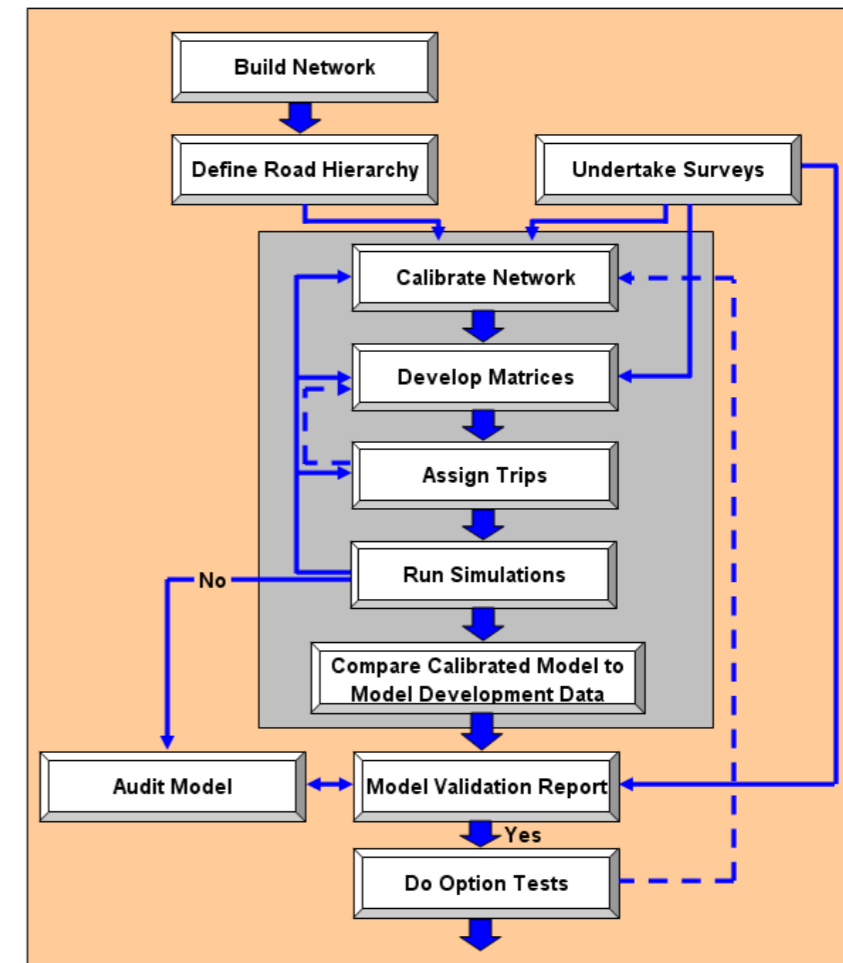 Build Network
Define Road Hierarchy
Undertake Surveys
Calibrate Network
Develop Matrices
Assign Trips
Run Simulations
No
Compare Calibrated Model to
Model Development Data
Audit Model
Model Validation Report
Yes
Do Option Tests